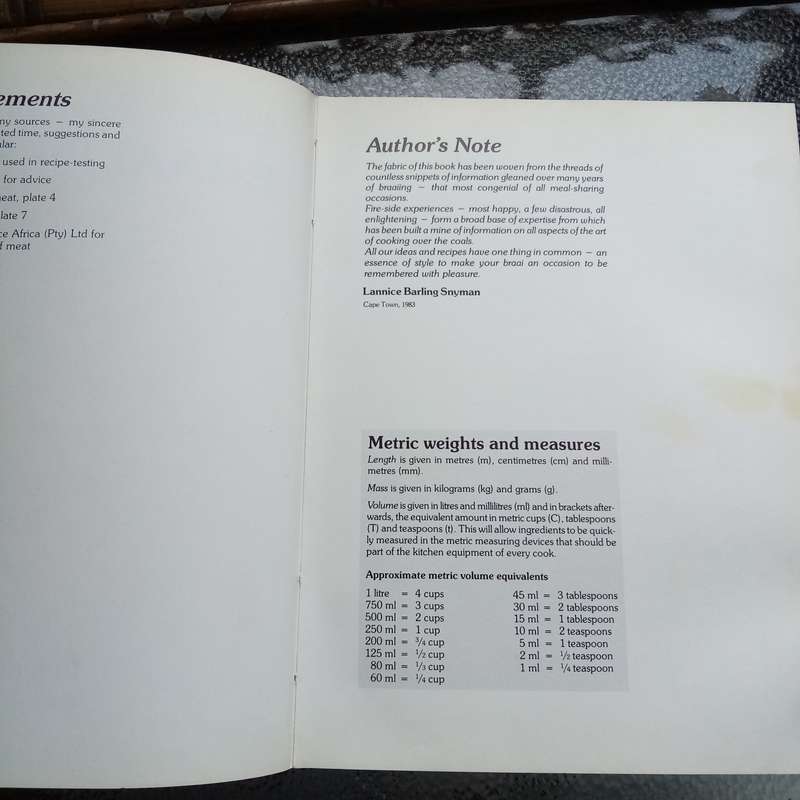 ements
ny sources – my sincere
ted time, suggestions and
lar:
used in recipe-testing
for advice
neat, plate 4
late 7
ce Africa (Pty) Ltd for
f meat
Author's Note
The fabric of this book has been woven from the threads of
countless snippets of information gleaned over many years
of braaiing – that most congenial of all meal-sharing
occasions.
Fire-side experiences – most happy, a few disastrous, all
enlightening – form a broad base of expertise from which
has been built a mine of information on all aspects of the art
of cooking over the coals.
All our ideas and recipes have one thing in common – an
essence of style to make your braai an occasion to be
remembered with pleasure.
Lannice Barling Snyman
Cape Town, 1983
Metric weights and measures
Length is given in metres (m), centimetres (cm) and milli-
metres (mm).
Mass is given in kilograms (kg) and grams (g).
Volume is given in litres and millilitres (ml) and in brackets after-
wards, the equivalent amount in metric cups (C), tablespoons
(T) and teaspoons (t). This will allow ingredients to be quick-
ly measured in the metric measuring devices that should be
part of the kitchen equipment of every cook.
Approximate metric volume equivalents
1 litre = 4 cups
750 ml = 3 cups
500 ml = 2 cups
250 ml = 1 cup
200 ml = ¾ cup
125 ml = ½ cup
80 ml = ⅓ cup
60 ml = ¼ cup
45 ml = 3 tablespoons
30 ml = 2 tablespoons
15 ml = 1 tablespoon
10 ml = 2 teaspoons
5 ml = 1 teaspoon
2 ml = ½ teaspoon
1 ml = ¼ teaspoon